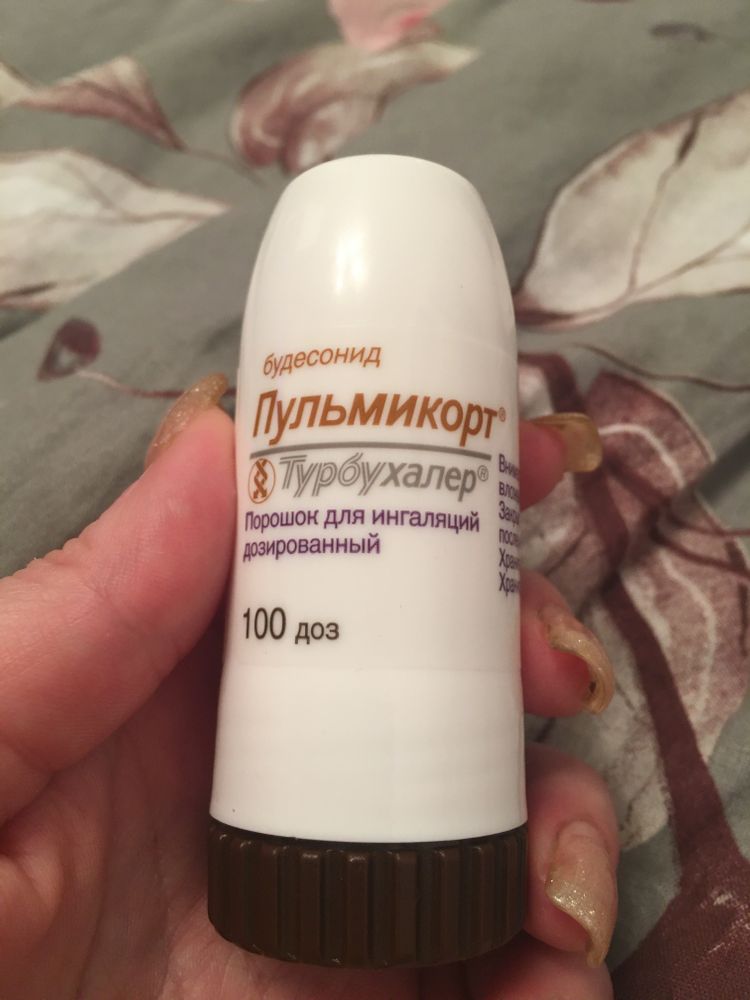 будесонид
Пульмикорт®
Турбухалер®
Порошок для ингаляций
дозированный
100 доз